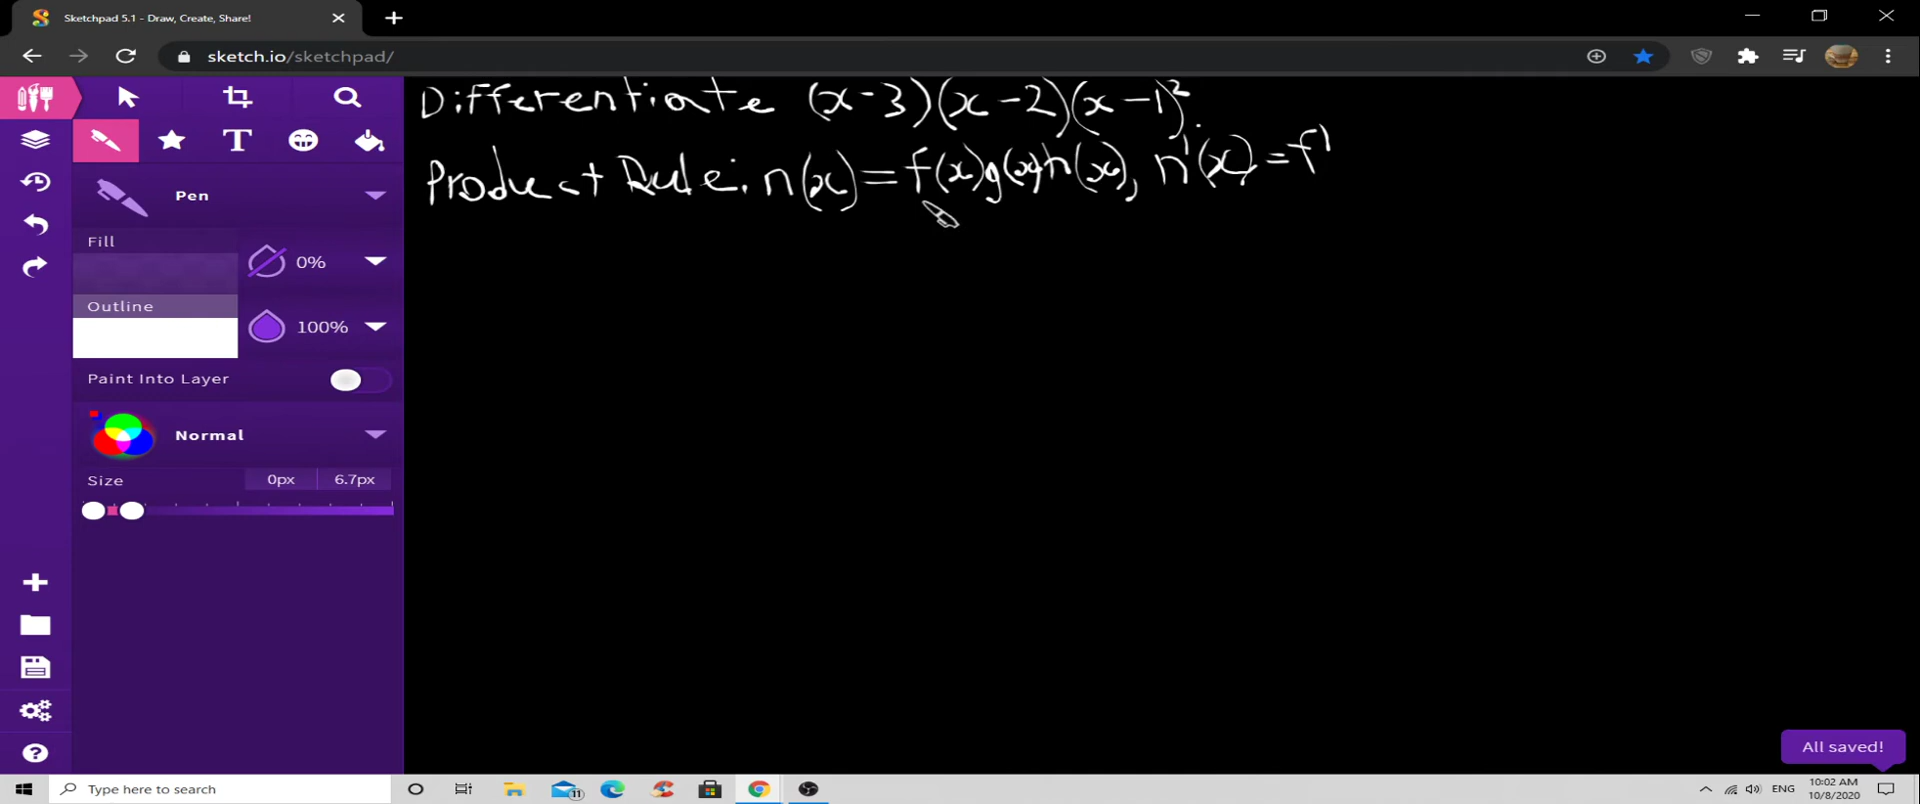 Sketchpad 5.1 - Draw, Create, Share!
sketch.io/sketchpad/
Differentiate (x-3)(x-2)(x-1)².
Product Rule: n(x) = f(x)g(x)h(x), n'(x) = f'
T
Pen
Fill
0%
Outline
100%
Paint Into Layer
Normal
Size
0px
6.7px
All saved!
Type here to search
11
ENG
10:02 AM
10/8/2020